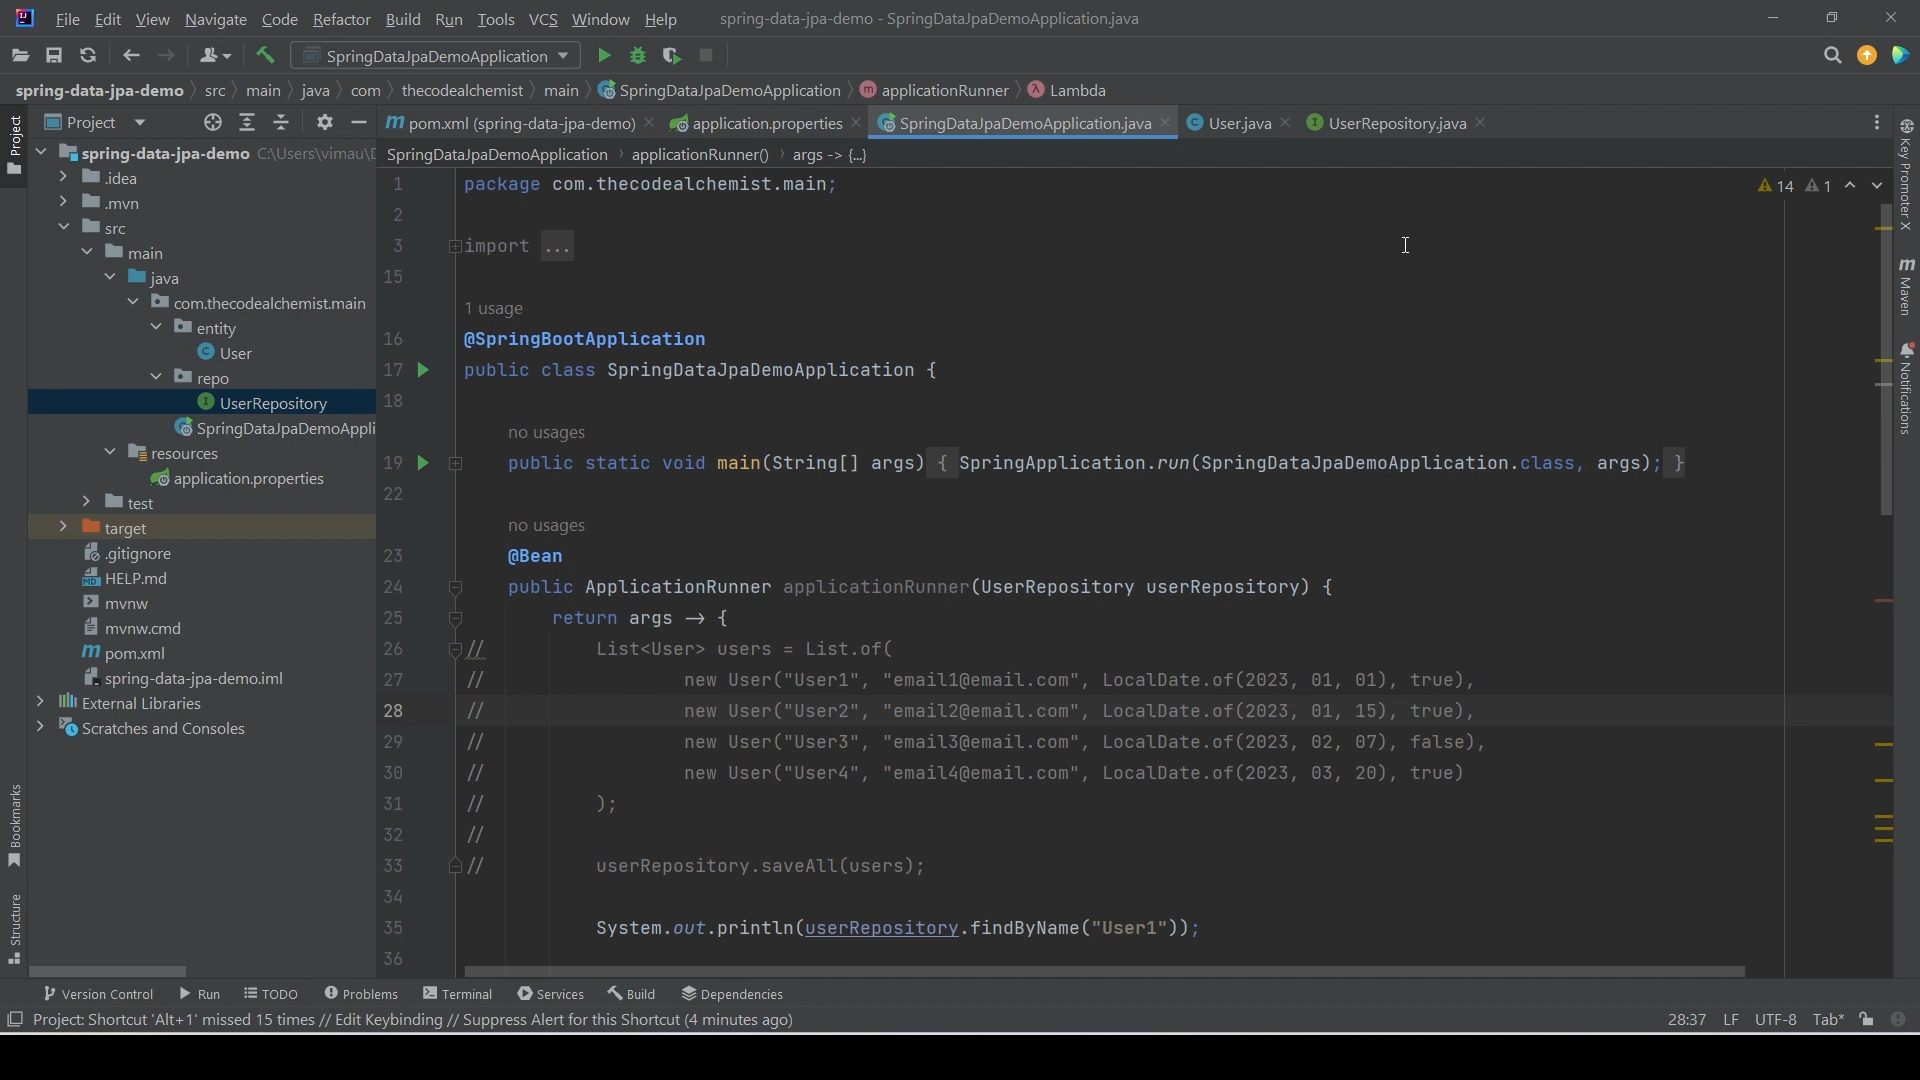 File Edit View Navigate Code Refactor Build Run Tools VCS Window Help spring-data-jpa-demo - SpringDataJpaDemoApplication.java
SpringDataJpaDemoApplication
spring-data-jpa-demo src main java com thecodealchemist main SpringDataJpaDemoApplication applicationRunner Lambda
Project
pom.xml (spring-data-jpa-demo) application.properties SpringDataJpaDemoApplication.java User.java UserRepository.java
SpringDataJpaDemoApplication applicationRunner() args -> {...}
Project
spring-data-jpa-demo C:\Users\vimau\
.idea
.mvn
src
main
java
com.thecodealchemist.main
entity
User
repo
UserRepository
SpringDataJpaDemoAppli
resources
application.properties
test
target
.gitignore
HELP.md
mvnw
mvnw.cmd
pom.xml
spring-data-jpa-demo.iml
External Libraries
Scratches and Consoles
Bookmarks
Structure
14 1
1 package com.thecodealchemist.main;
2
3 import ...
15
1 usage
16 @SpringBootApplication
17 public class SpringDataJpaDemoApplication {
18
no usages
19 public static void main(String[] args) { SpringApplication.run(SpringDataJpaDemoApplication.class, args); }
22
no usages
23 @Bean
24 public ApplicationRunner applicationRunner(UserRepository userRepository) {
25 return args → {
26 // List<User> users = List.of(
27 // new User("User1", "email1@email.com", LocalDate.of(2023, 01, 01), true),
28 // new User("User2", "email2@email.com", LocalDate.of(2023, 01, 15), true),
29 // new User("User3", "email3@email.com", LocalDate.of(2023, 02, 07), false),
30 // new User("User4", "email4@email.com", LocalDate.of(2023, 03, 20), true)
31 // );
32 //
33 // userRepository.saveAll(users);
34
35 System.out.println(userRepository.findByName("User1"));
36
Key Promoter X
Maven
Notifications
Version Control Run TODO Problems Terminal Services Build Dependencies
Project: Shortcut 'Alt+1' missed 15 times // Edit Keybinding // Suppress Alert for this Shortcut (4 minutes ago) 28:37 LF UTF-8 Tab*